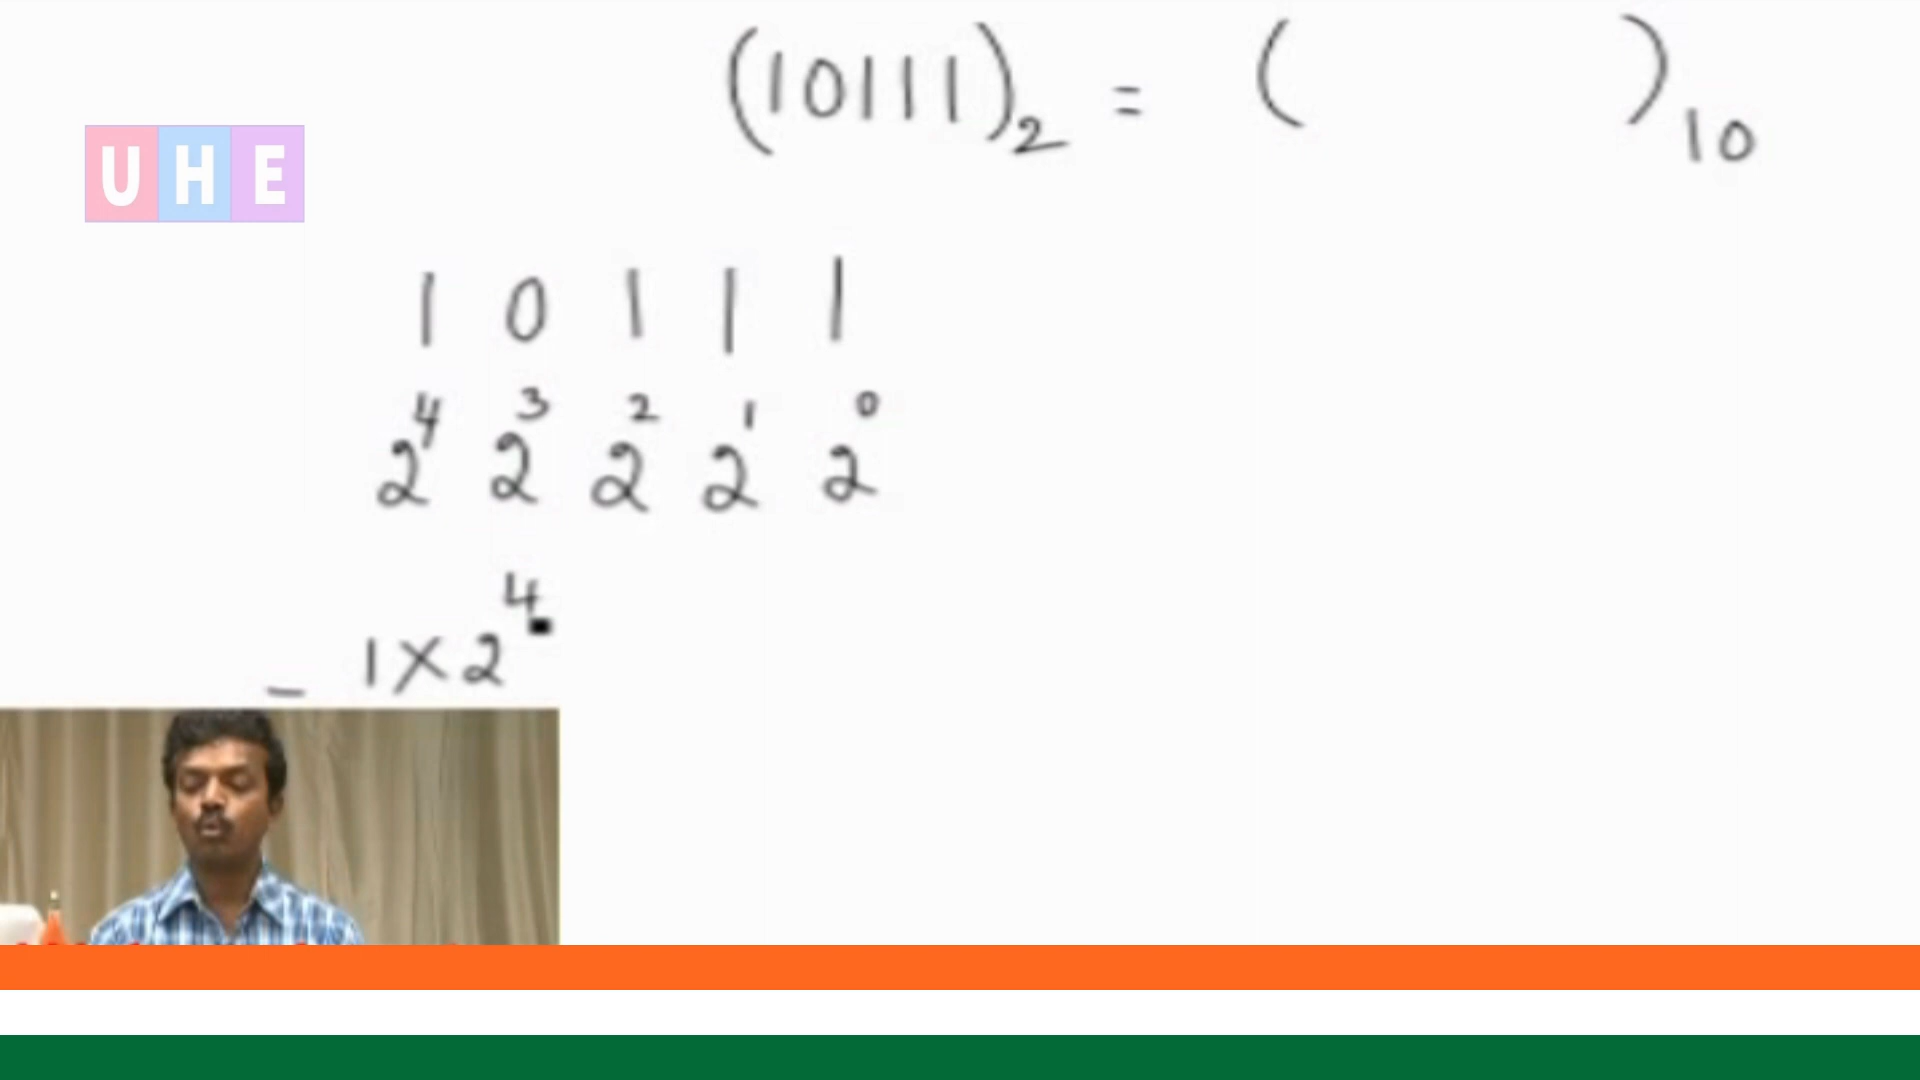 (10111)₂ = (          )₁₀
UHE
1 0 1 1 1
2⁴ 2³ 2² 2¹ 2⁰
- 1×2⁴